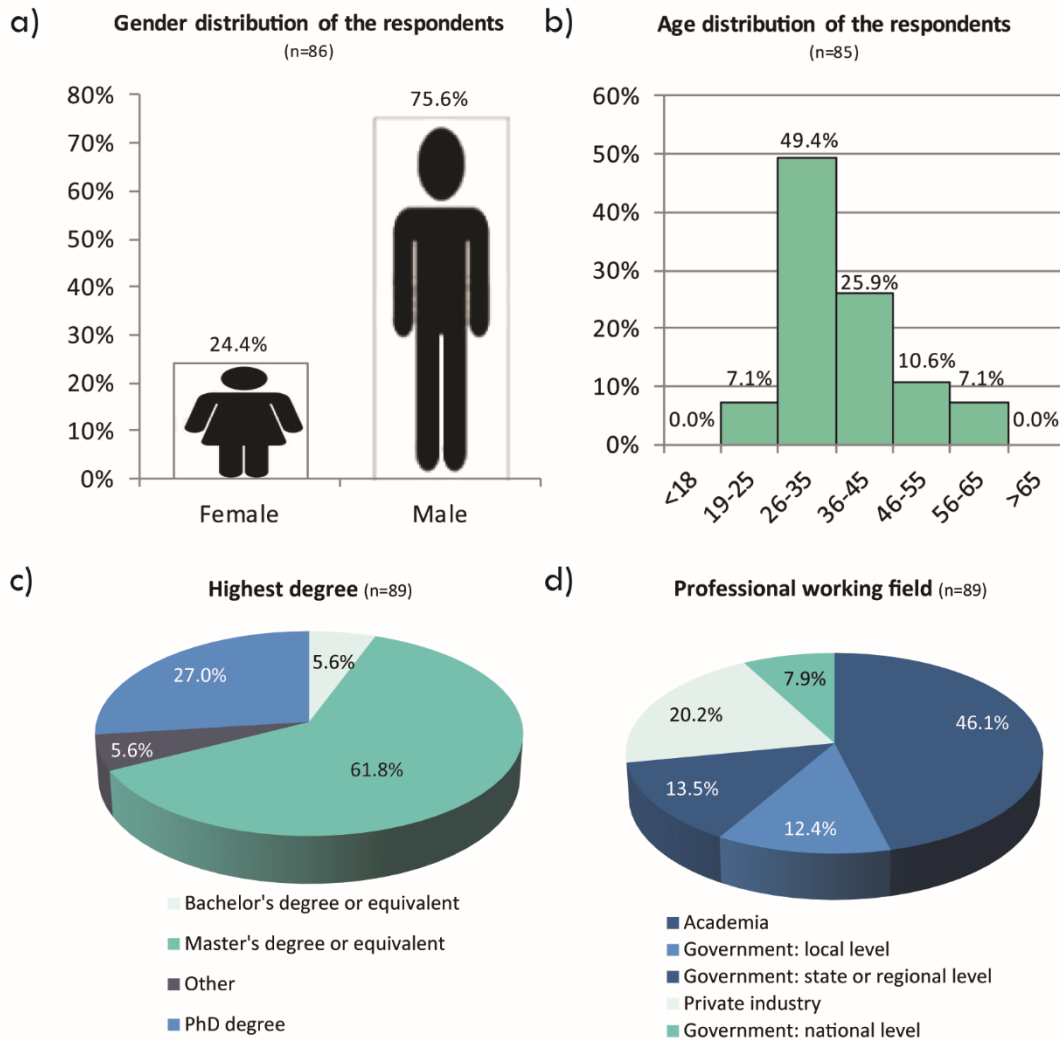 a)
Gender distribution of the respondents
(n=86)
80%
70%
60%
50%
40%
30%
20%
10%
0%
24.4%
75.6%
Female
Male
b)
Age distribution of the respondents
(n=85)
60%
50%
40%
30%
20%
10%
0%
0.0%
7.1%
49.4%
25.9%
10.6%
7.1%
0.0%
<18
19-25
26-35
36-45
46-55
56-65
>65
c)
Highest degree (n=89)
5.6%
61.8%
5.6%
27.0%
Bachelor's degree or equivalent
Master's degree or equivalent
Other
PhD degree
d)
Professional working field (n=89)
46.1%
12.4%
13.5%
20.2%
7.9%
Academia
Government: local level
Government: state or regional level
Private industry
Government: national level